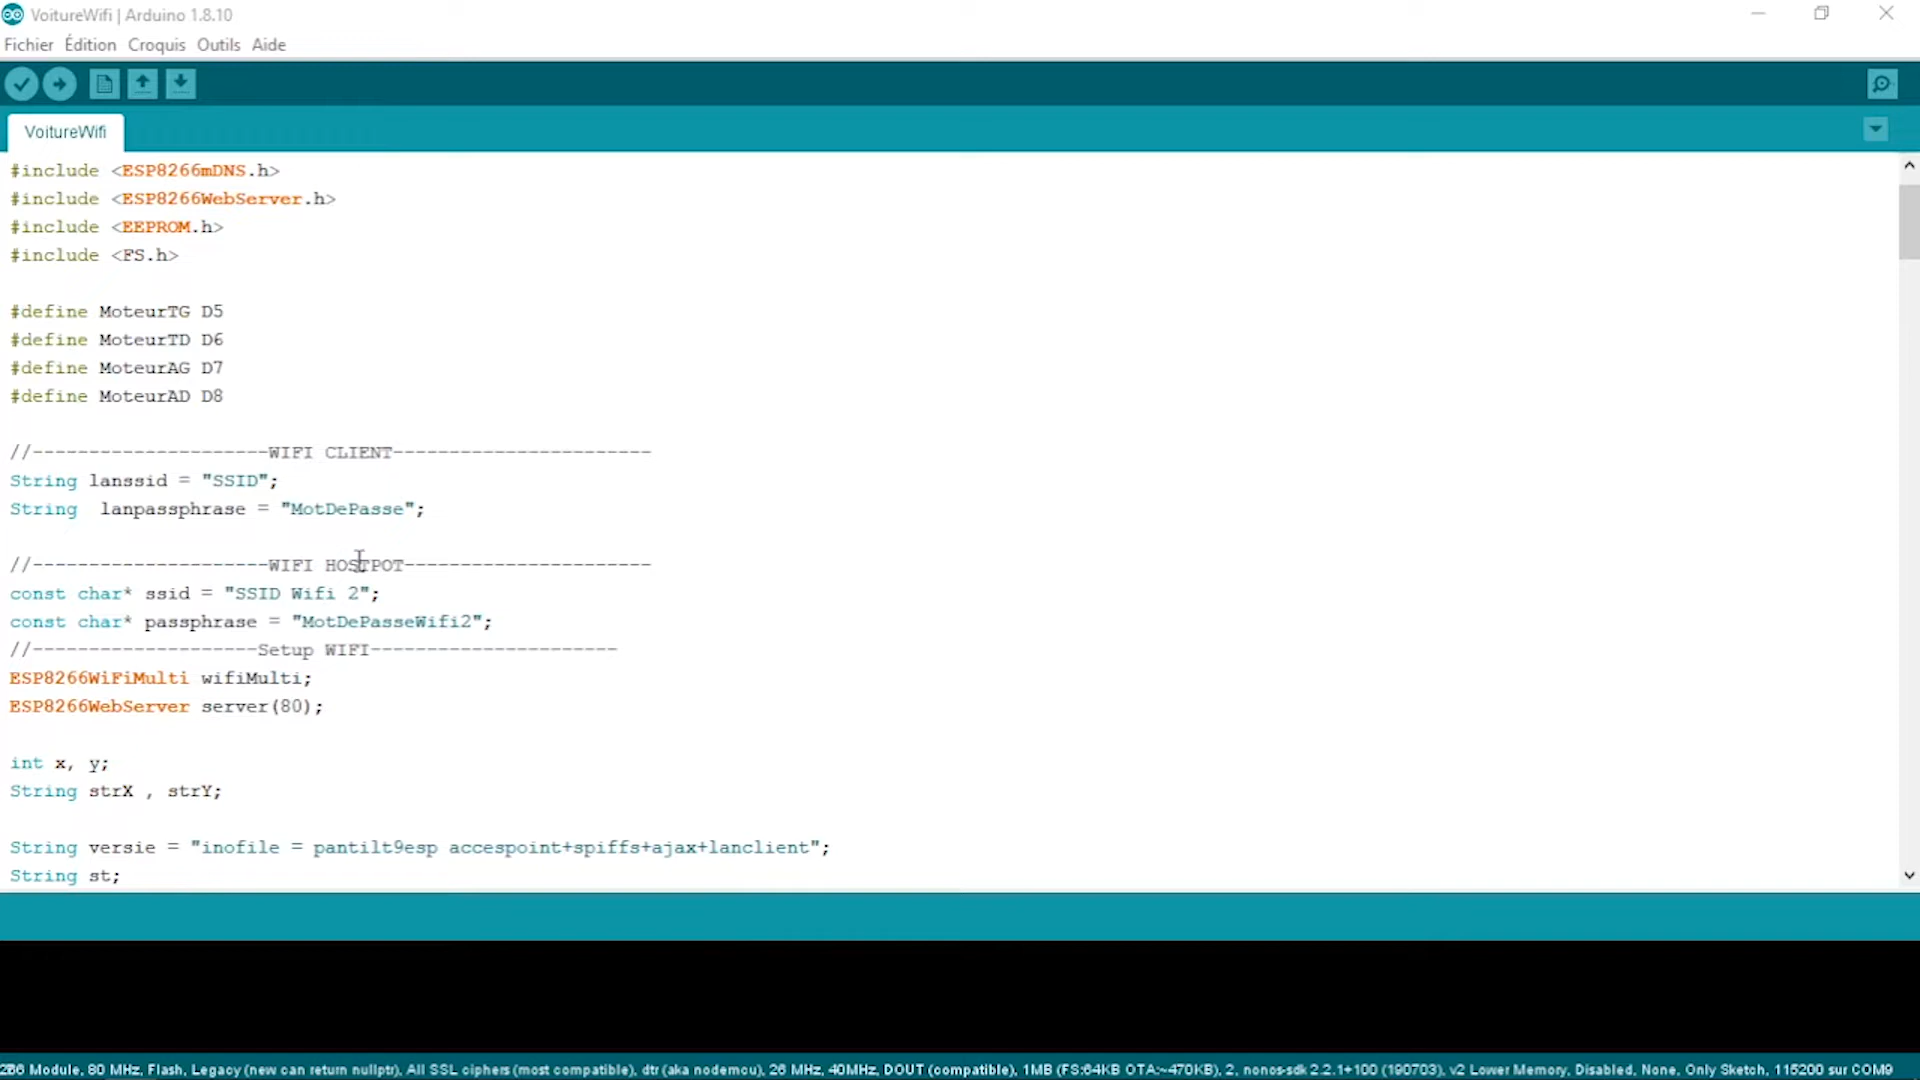 VoitureWifi | Arduino 1.8.10
Fichier Édition Croquis Outils Aide
VoitureWifi
#include <ESP8266mDNS.h>
#include <ESP8266WebServer.h>
#include <EEPROM.h>
#include <FS.h>
#define MoteurTG D5
#define MoteurTD D6
#define MoteurAG D7
#define MoteurAD D8
//---------------------WIFI CLIENT-----------------------
String lanssid = "SSID";
String  lanpassphrase = "MotDePasse";
//---------------------WIFI HOSTPOT----------------------
const char* ssid = "SSID Wifi 2";
const char* passphrase = "MotDePasseWifi2";
//--------------------Setup WIFI----------------------
ESP8266WiFiMulti wifiMulti;
ESP8266WebServer server(80);
int x, y;
String strX , strY;
String versie = "inofile = pantilt9esp accespoint+spiffs+ajax+lanclient";
String st;
Module, 80 MHz, Flash, Legacy (new can return nullptr), All SSL ciphers (most compatible), dtr (aka nodemcu), 26 MHz, 40MHz, DOUT (compatible), 1MB (FS:64KB OTA:~470KB), 2, nonos-sdk 2.2.1+100 (190703), v2 Lower Memory, Disabled, None, Only Sketch, 115200 sur COM9